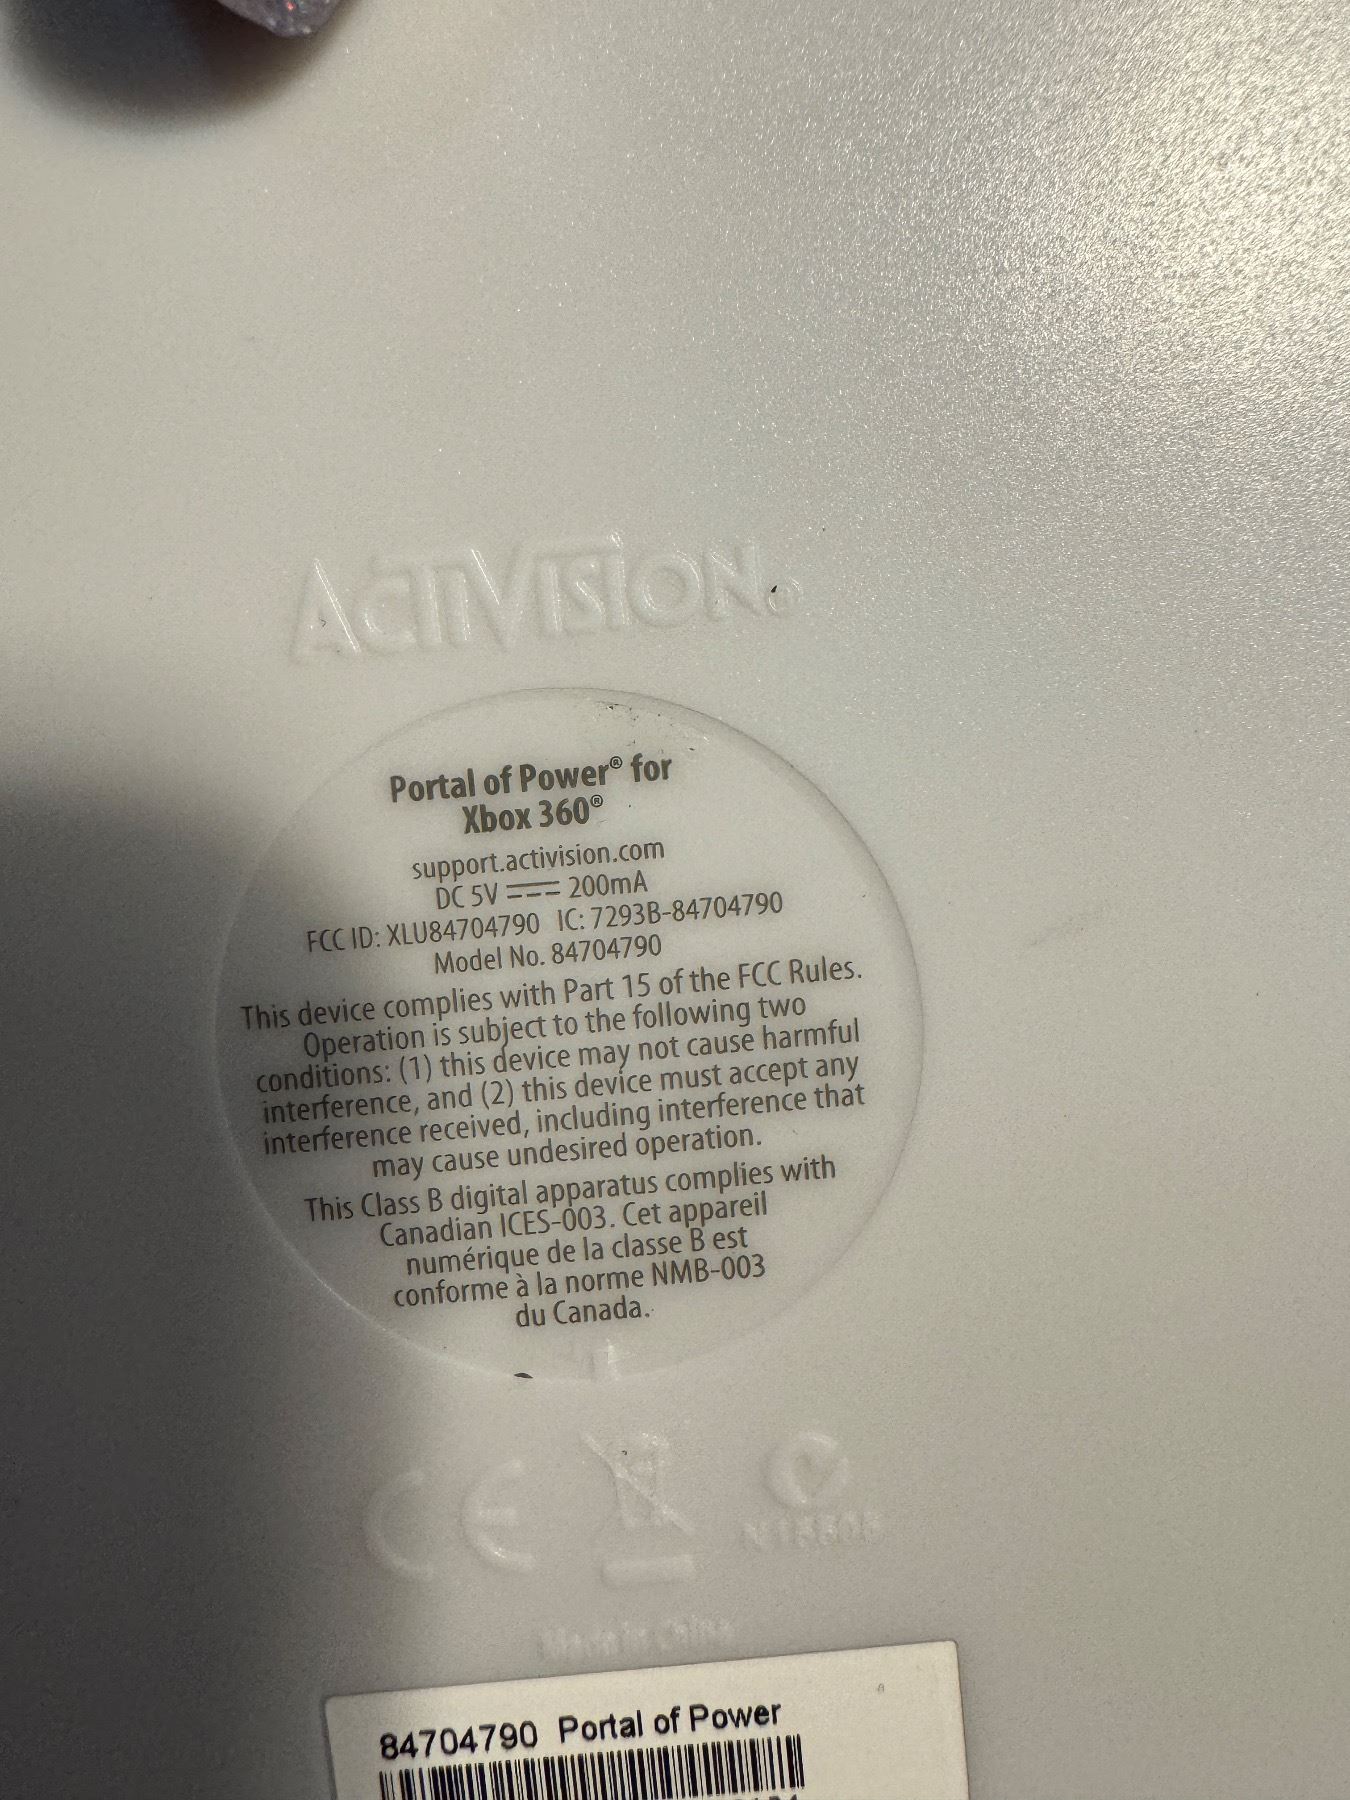 ACTIVISION®
Portal of Power® for
Xbox 360®
support.activision.com
DC 5V ⎓ 200mA
FCC ID: XLU84704790 IC: 7293B-84704790
Model No. 84704790
This device complies with Part 15 of the FCC Rules.
Operation is subject to the following two
conditions: (1) this device may not cause harmful
interference, and (2) this device must accept any
interference received, including interference that
may cause undesired operation.
This Class B digital apparatus complies with
Canadian ICES-003. Cet appareil
numérique de la classe B est
conforme à la norme NMB-003
du Canada.
CE
Made in China
84704790 Portal of Power